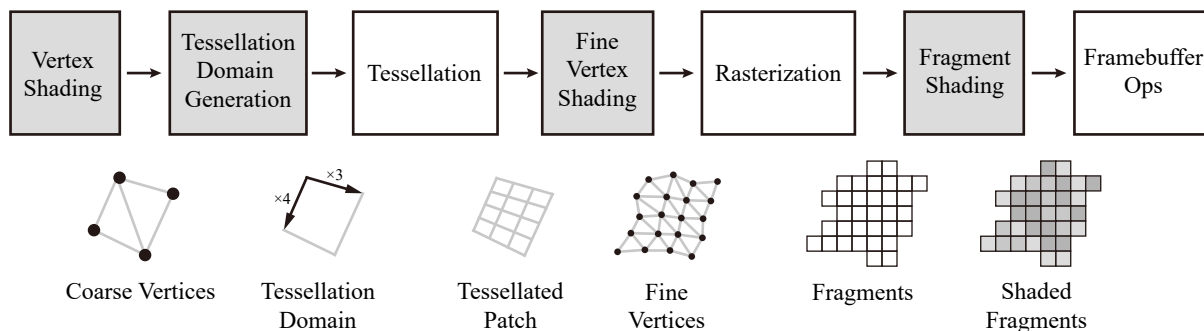 Vertex
Shading
Tessellation
Domain
Generation
Tessellation
Fine
Vertex
Shading
Rasterization
Fragment
Shading
Framebuffer
Ops
×4
×3
Coarse Vertices
Tessellation
Domain
Tessellated
Patch
Fine
Vertices
Fragments
Shaded
Fragments